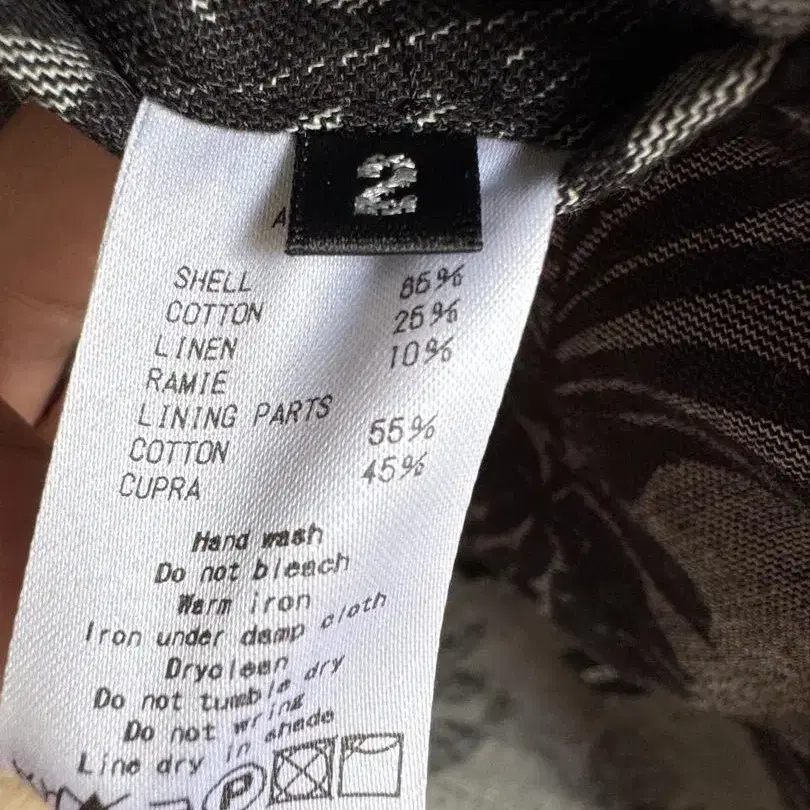 2
A
SHELL
COTTON 65%
LINEN 25%
RAMIE 10%
LINING PARTS
COTTON 55%
CUPRA 45%
Hand wash
Do not bleach
Warm iron
Iron under damp cloth
Dryclean
Do not tumble dry
Do not wring
Line dry in shade
P